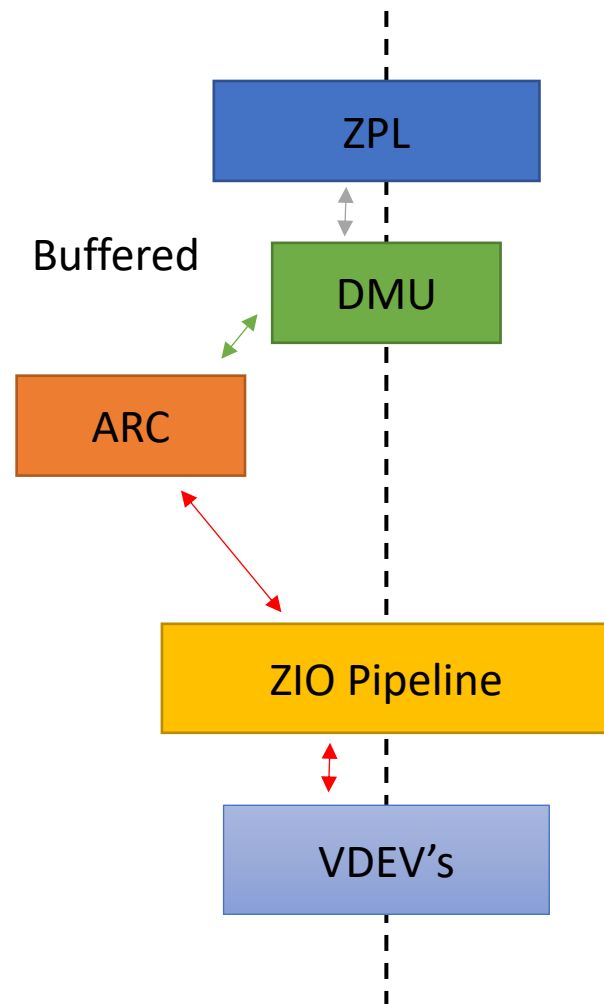 ZPL
Buffered
DMU
ARC
ZIO Pipeline
VDEV’s